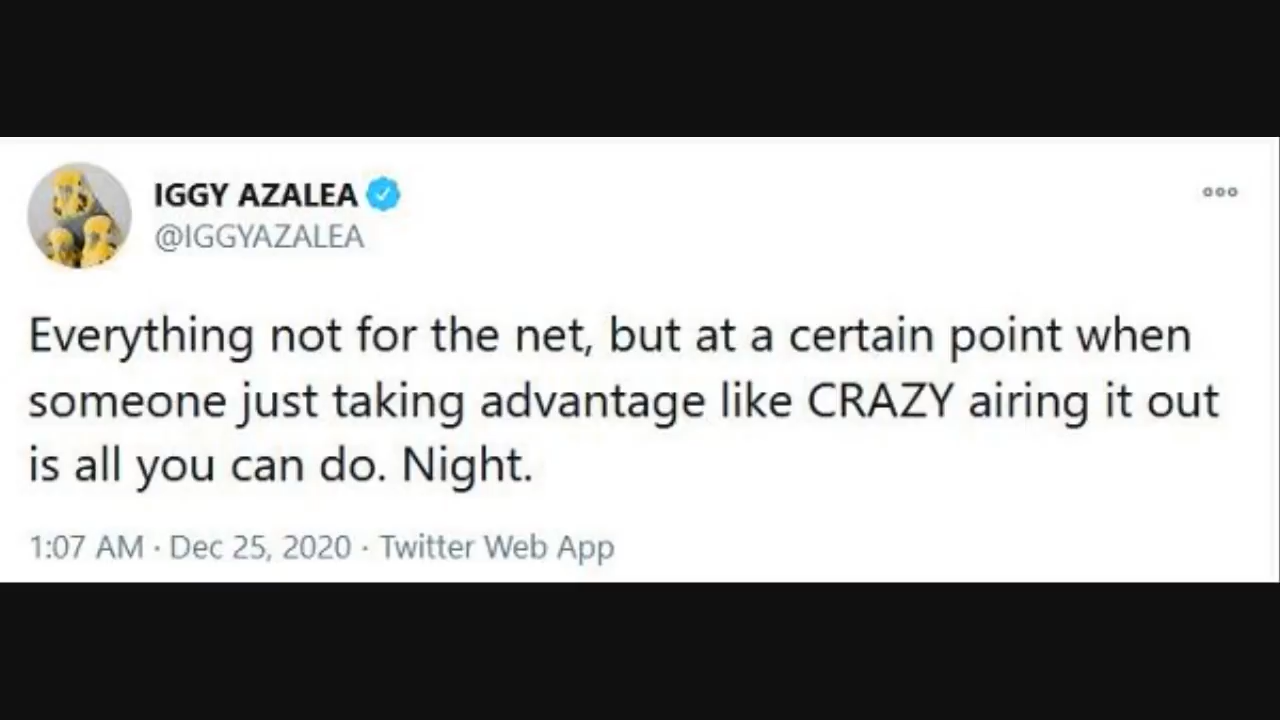 IGGY AZALEA
@IGGYAZALEA
Everything not for the net, but at a certain point when
someone just taking advantage like CRAZY airing it out
is all you can do. Night.
1:07 AM · Dec 25, 2020 · Twitter Web App